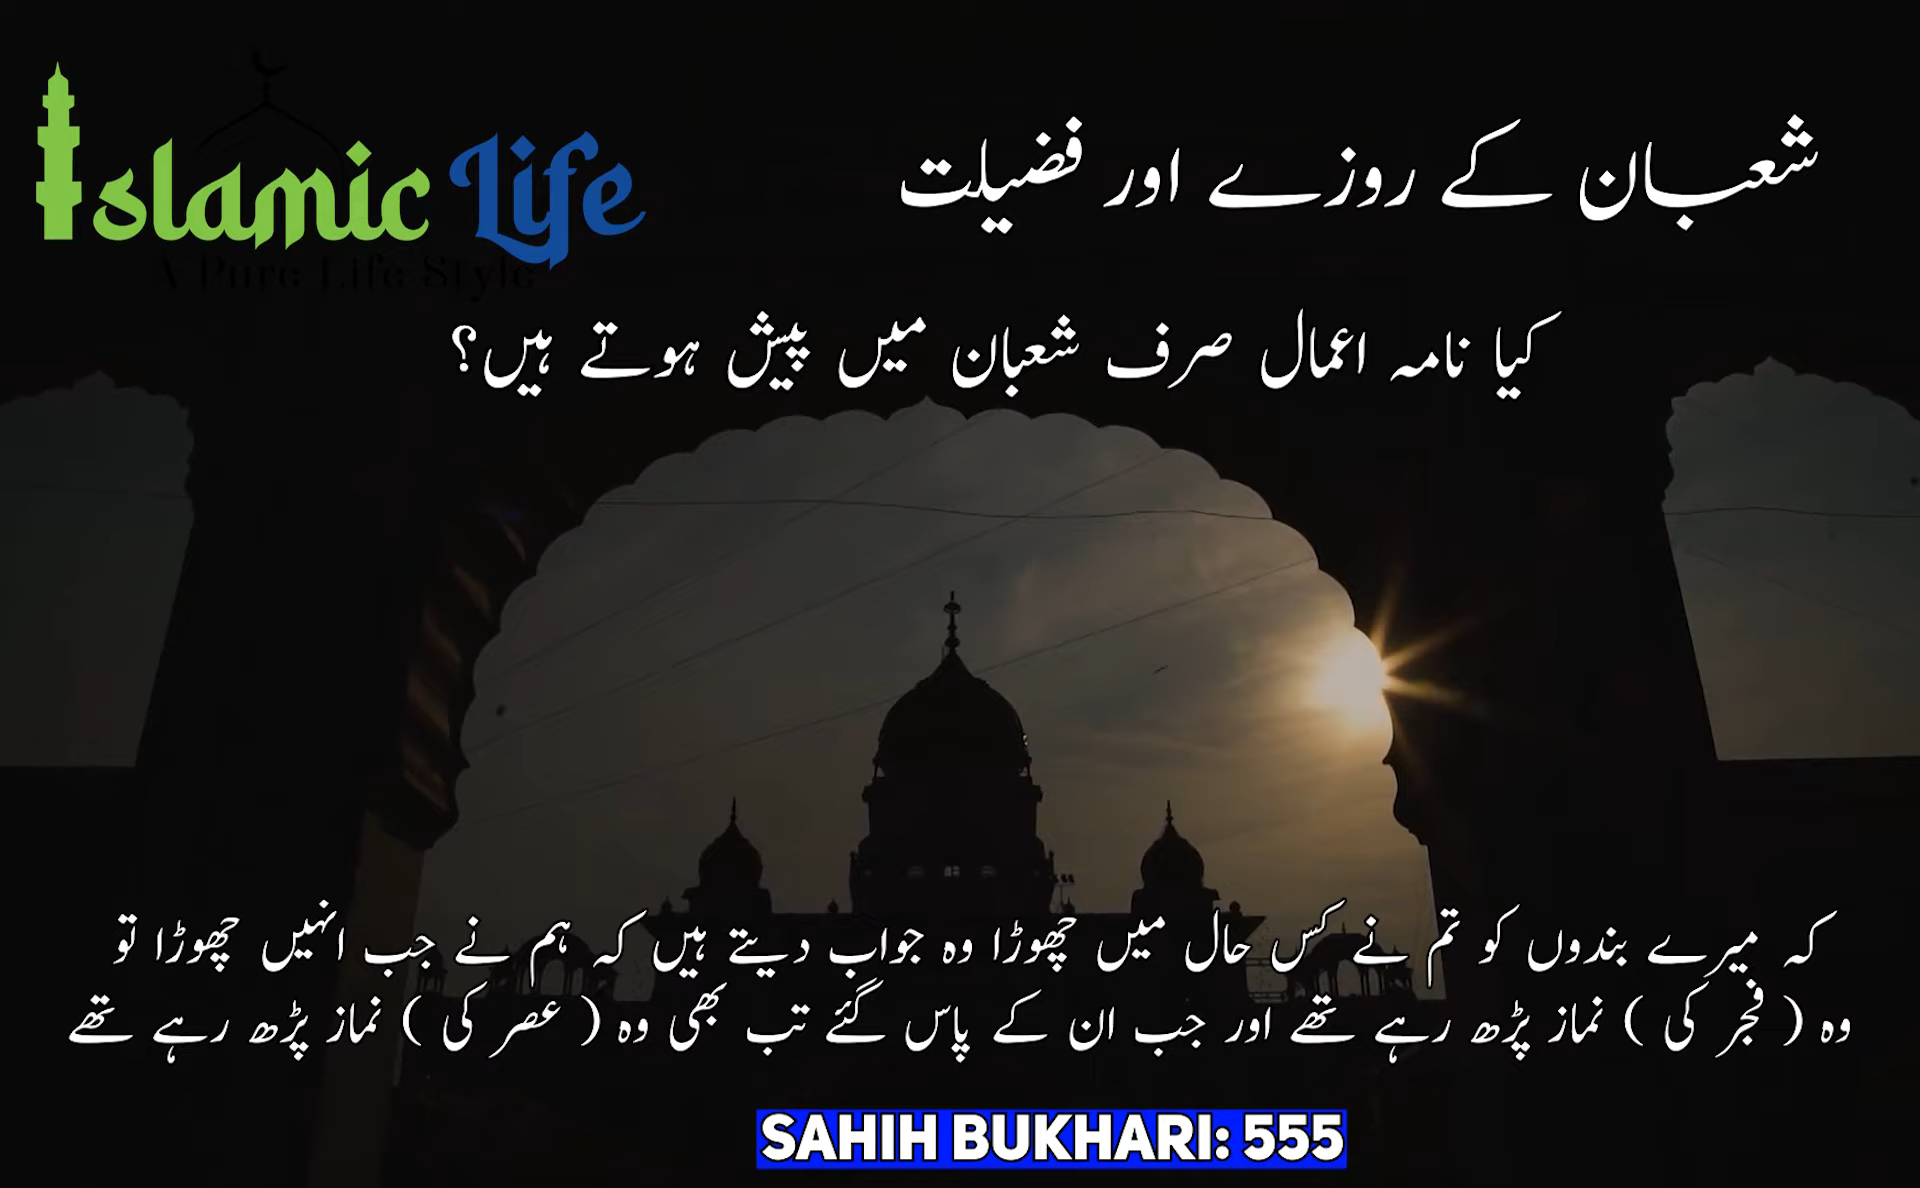 Islamic Life
A Pure Life Style
شعبان کے روزے اور فضیلت
کیا نامہ اعمال صرف شعبان میں پیش ہوتے ہیں؟
کہ میرے بندوں کو تم نے کس حال میں چھوڑا وہ جواب دیتے ہیں کہ ہم نے جب انہیں چھوڑا تو
وہ ( فجر کی ) نماز پڑھ رہے تھے اور جب ان کے پاس گئے تب بھی وہ ( عصر کی ) نماز پڑھ رہے تھے
SAHIH BUKHARI: 555